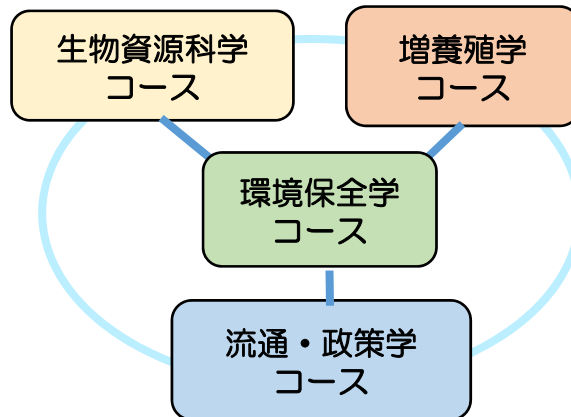 生物資源科学
コース
増養殖学
コース
環境保全学
コース
流通・政策学
コース